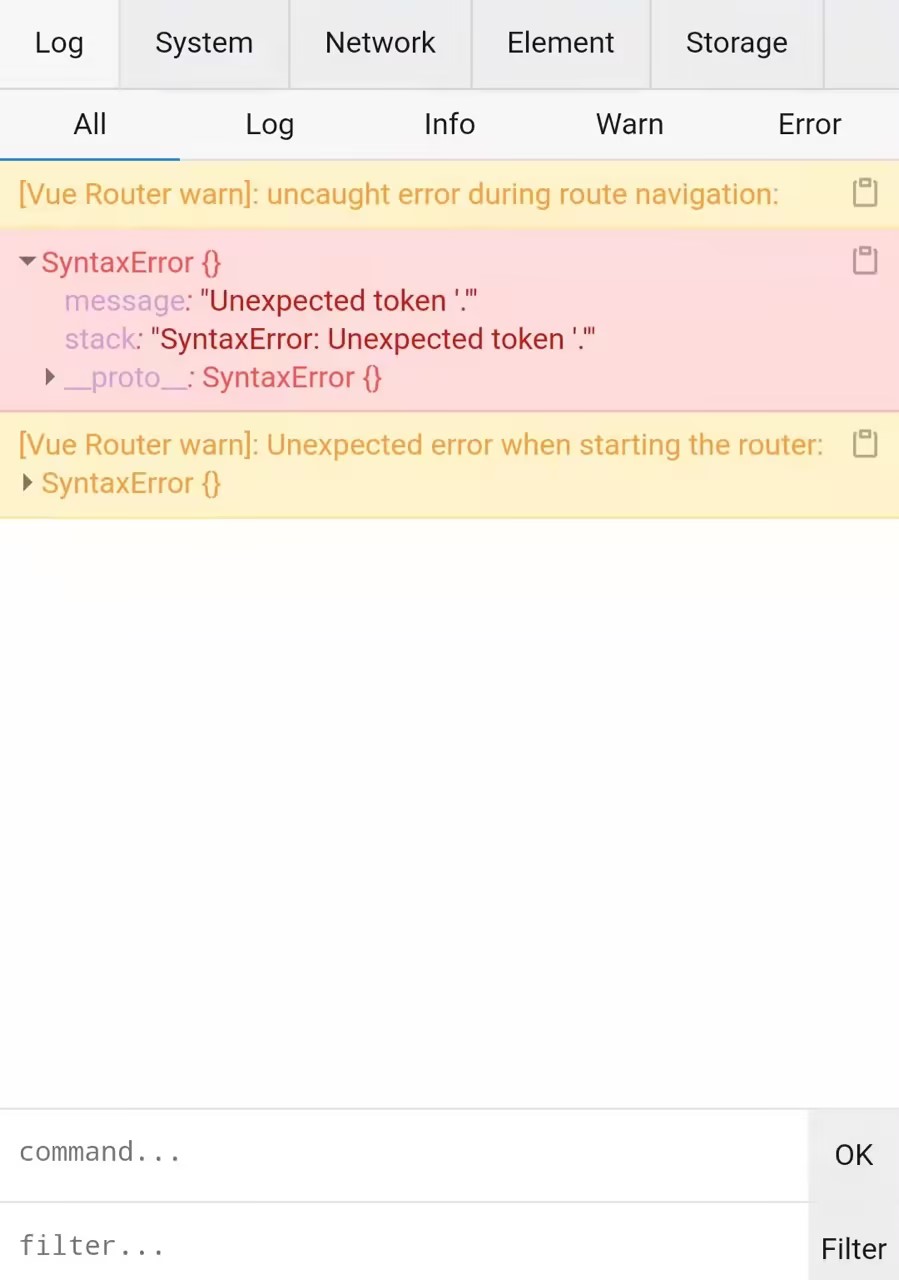 Log System Network Element Storage
All Log Info Warn Error
[Vue Router warn]: uncaught error during route navigation:
SyntaxError {}
message: "Unexpected token '.'"
stack: "SyntaxError: Unexpected token '.'"
__proto__: SyntaxError {}
[Vue Router warn]: Unexpected error when starting the router:
SyntaxError {}
command...
OK
filter...
Filter